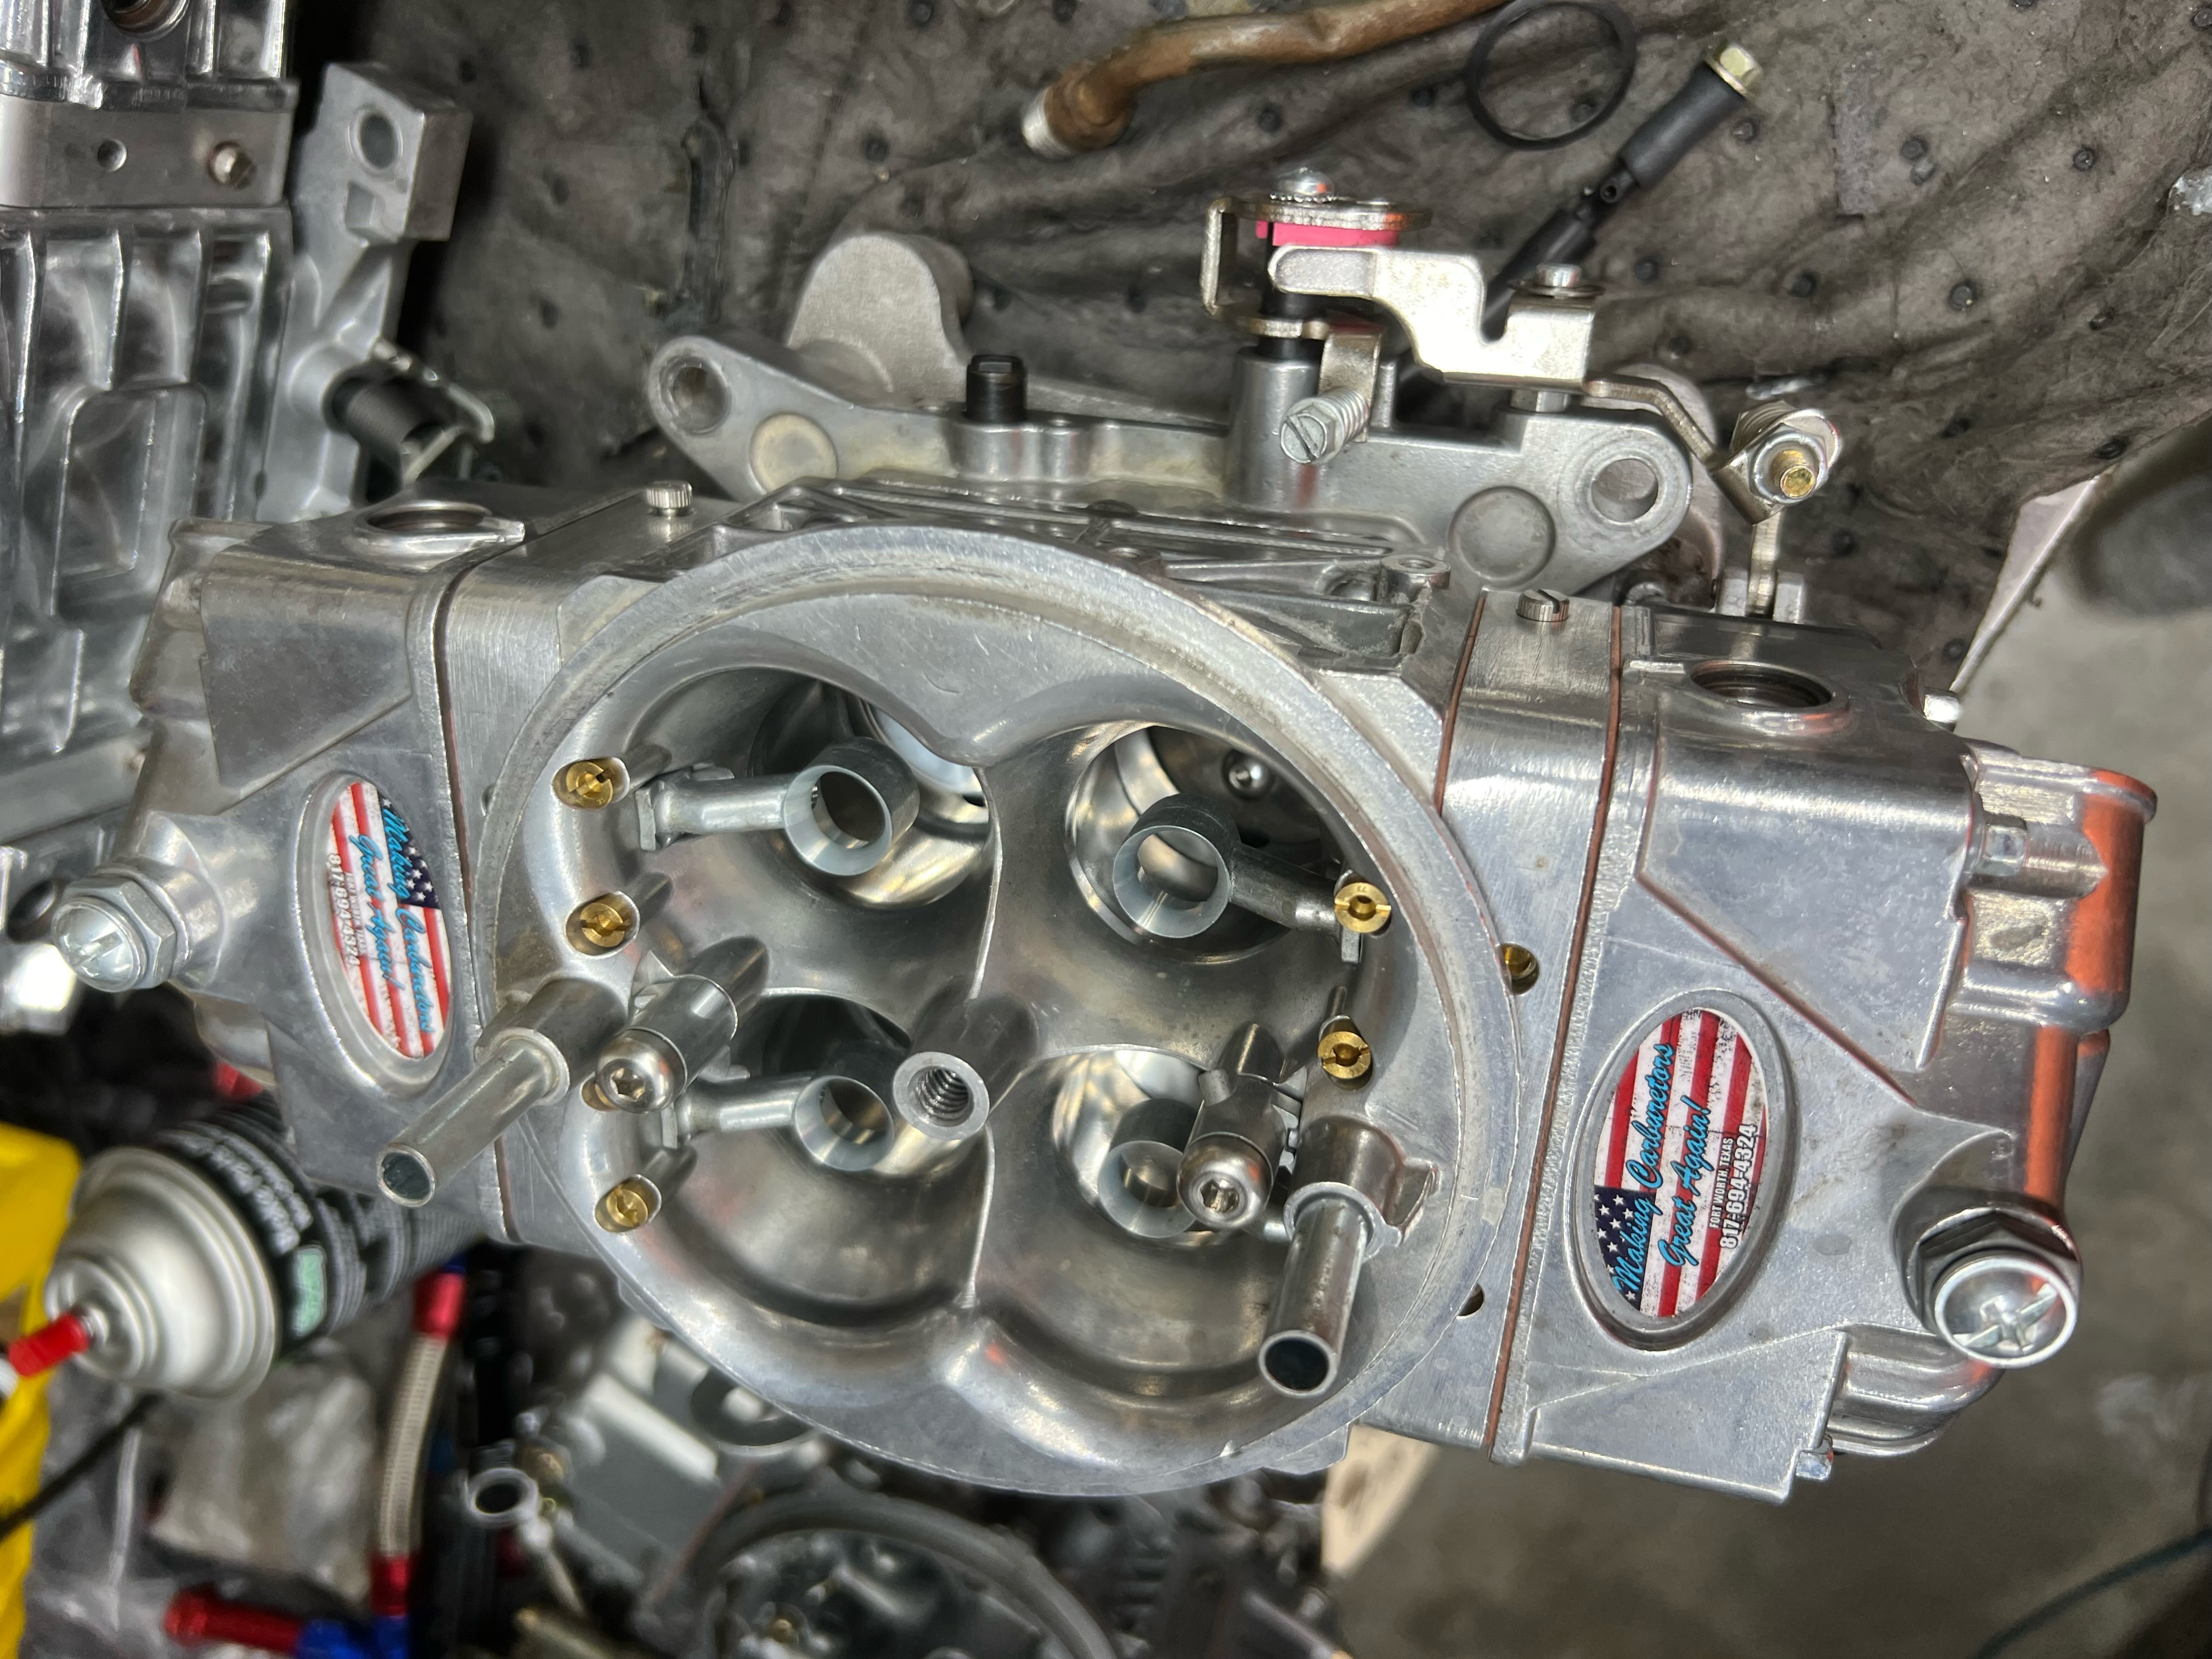 Brake Parts
817-694-4324
FORT WORTH, TEXAS
Great Again!
Making Carburetors
Making Carburetors
Great Again!
FORT WORTH, TEXAS
817-694-4324